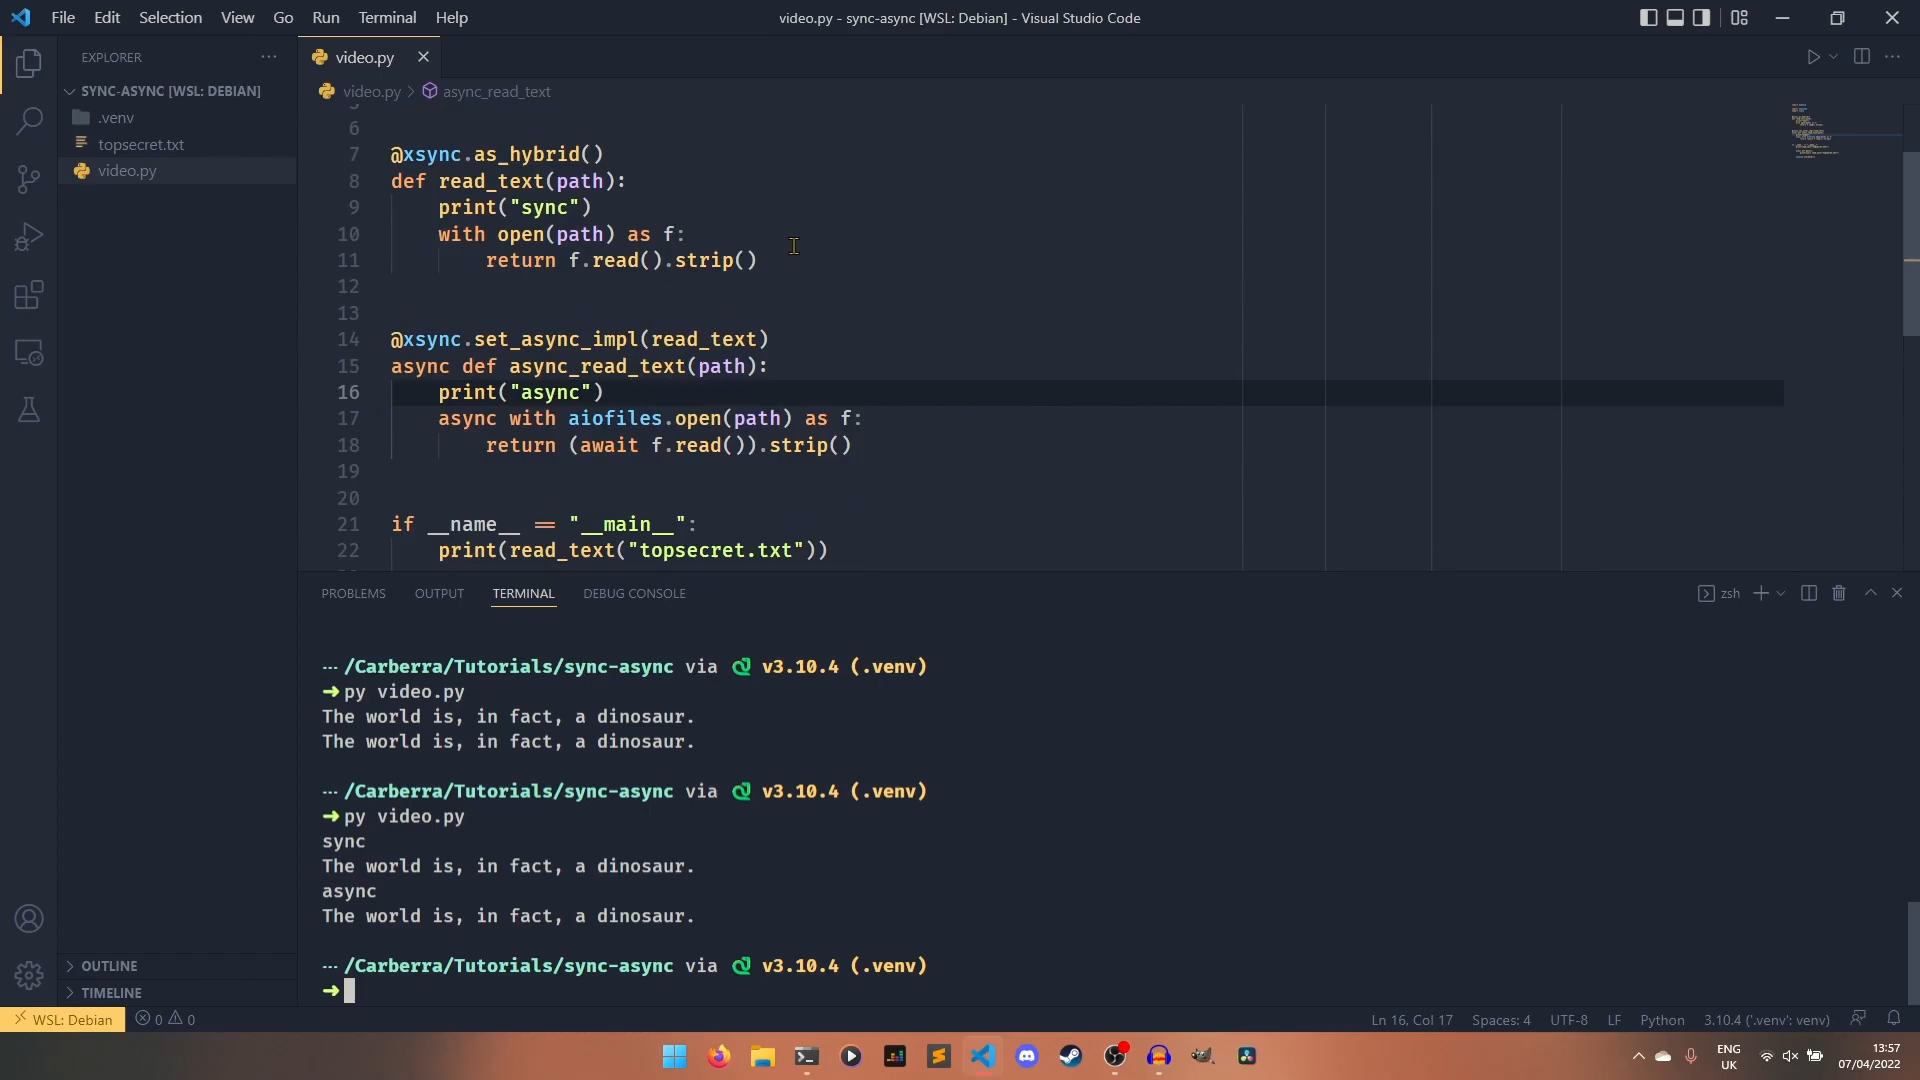 File Edit Selection View Go Run Terminal Help
video.py - sync-async [WSL: Debian] - Visual Studio Code
EXPLORER
SYNC-ASYNC [WSL: DEBIAN]
.venv
topsecret.txt
video.py
OUTLINE
TIMELINE
video.py
video.py > async_read_text
6
7 @xsync.as_hybrid()
8 def read_text(path):
9 print("sync")
10 with open(path) as f:
11 return f.read().strip()
12
13
14 @xsync.set_async_impl(read_text)
15 async def async_read_text(path):
16 print("async")
17 async with aiofiles.open(path) as f:
18 return (await f.read()).strip()
19
20
21 if __name__ == "__main__":
22 print(read_text("topsecret.txt"))
PROBLEMS OUTPUT TERMINAL DEBUG CONSOLE
zsh
··· /Carberra/Tutorials/sync-async via v3.10.4 (.venv)
➜ py video.py
The world is, in fact, a dinosaur.
The world is, in fact, a dinosaur.
··· /Carberra/Tutorials/sync-async via v3.10.4 (.venv)
➜ py video.py
sync
The world is, in fact, a dinosaur.
async
The world is, in fact, a dinosaur.
··· /Carberra/Tutorials/sync-async via v3.10.4 (.venv)
➜
WSL: Debian 0 0
Ln 16, Col 17 Spaces: 4 UTF-8 LF Python 3.10.4 ('.venv': venv)
ENG
UK
13:57
07/04/2022